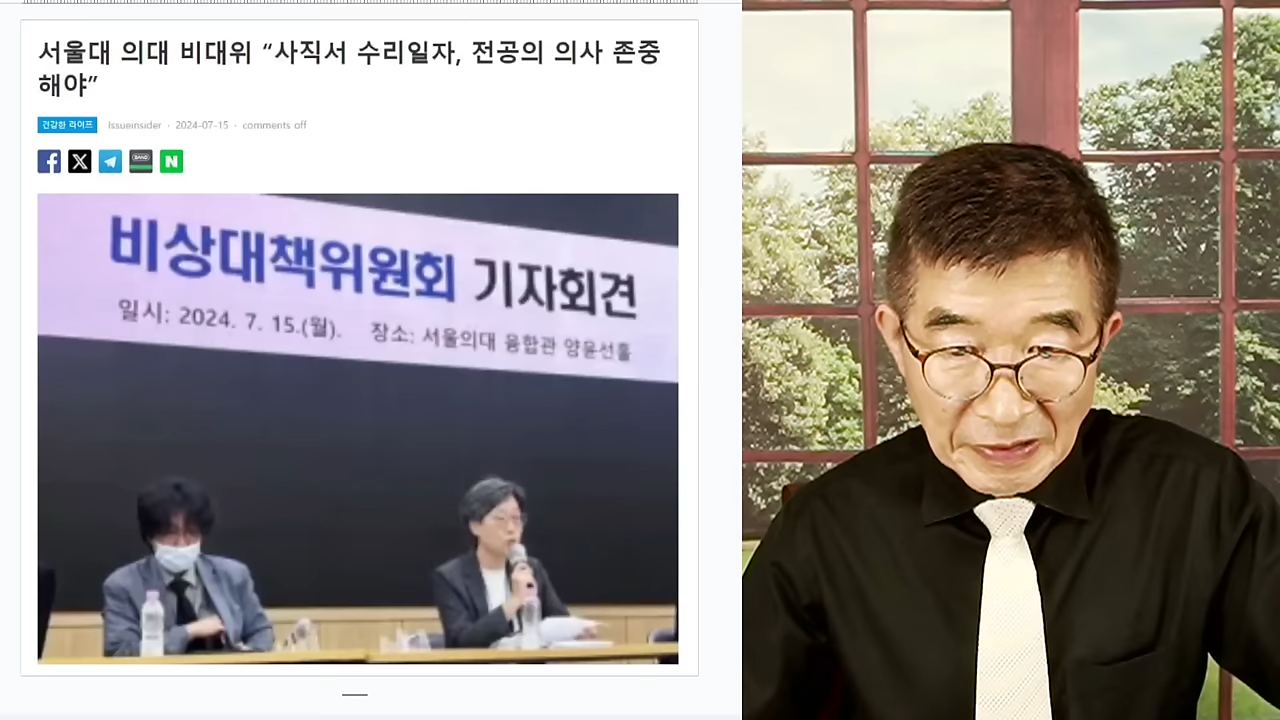 서울대 의대 비대위 “사직서 수리일자, 전공의 의사 존중
해야”
건강한 라이프 Issueinsider · 2024-07-15 · comments off
BAND
N
비상대책위원회 기자회견
일시: 2024. 7. 15.(월). 장소: 서울의대 융합관 양윤선홀